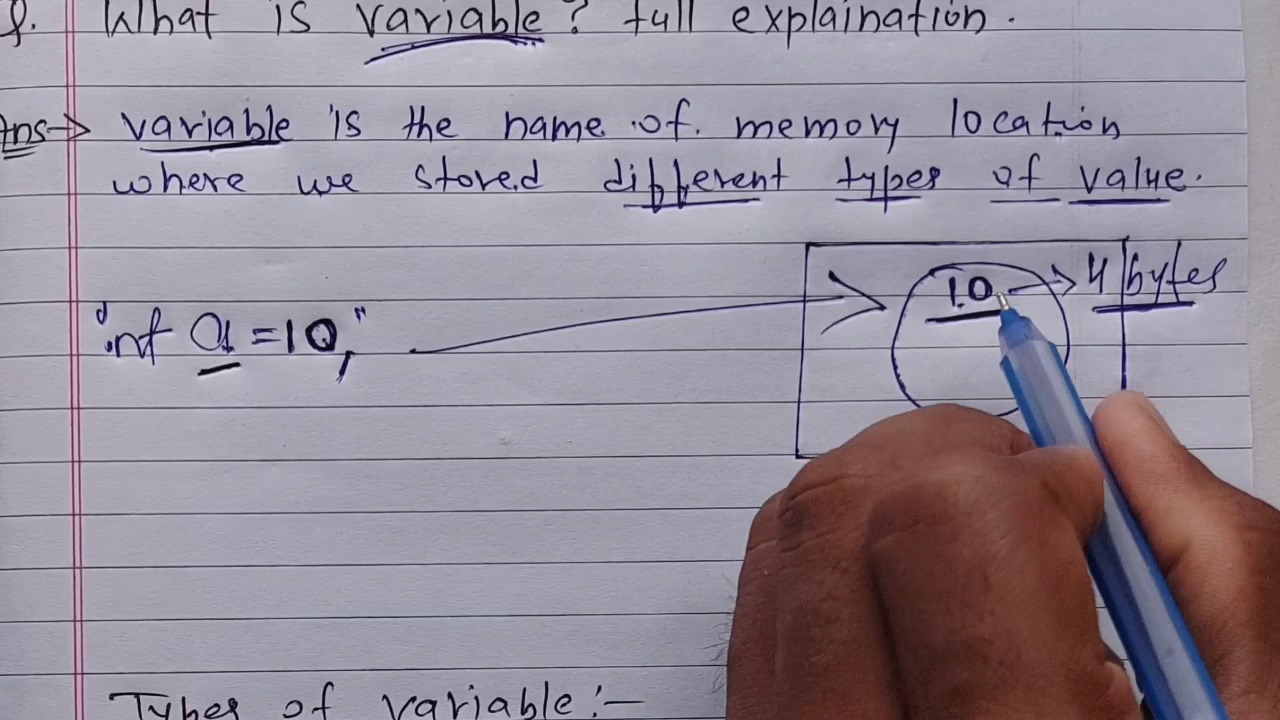 Q. What is variable? full explaination.
Ans→ variable is the name of memory location
where we stored different types of value.
"int a=10;"
10 → 4 bytes
Types of variable:-